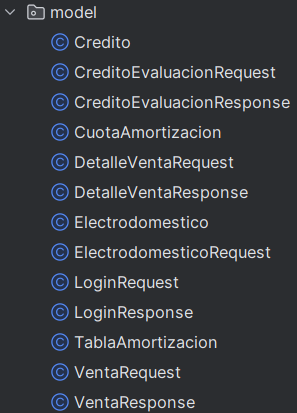 model
Credito
CreditoEvaluacionRequest
CreditoEvaluacionResponse
CuotaAmortizacion
DetalleVentaRequest
DetalleVentaResponse
Electrodomestico
ElectrodomesticoRequest
LoginRequest
LoginResponse
TablaAmortizacion
VentaRequest
VentaResponse